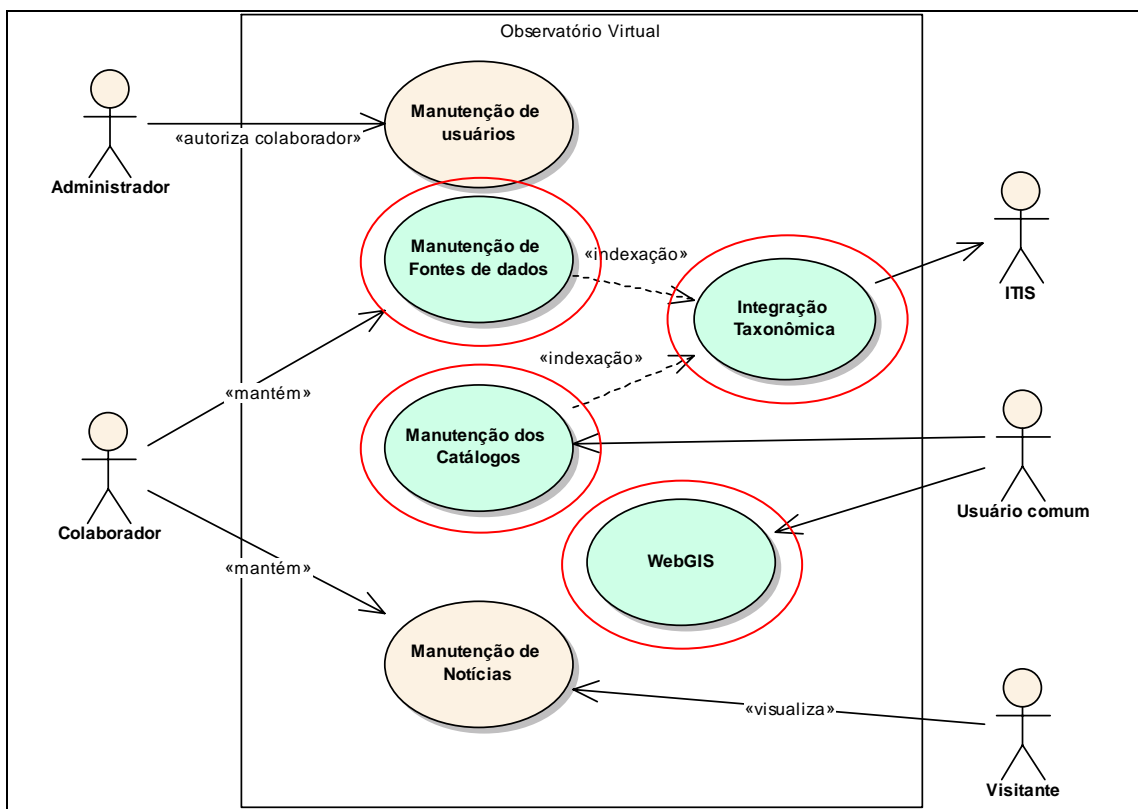 Observatório Virtual
Manutenção de
usuários
«autoriza colaborador»
Administrador
Manutenção de
Fontes de dados
«indexação»
Integração
Taxonômica
ITIS
«indexação»
«mantém»
Manutenção dos
Catálogos
Colaborador
Usuário comum
«mantém»
WebGIS
Manutenção de
Notícias
«visualiza»
Visitante